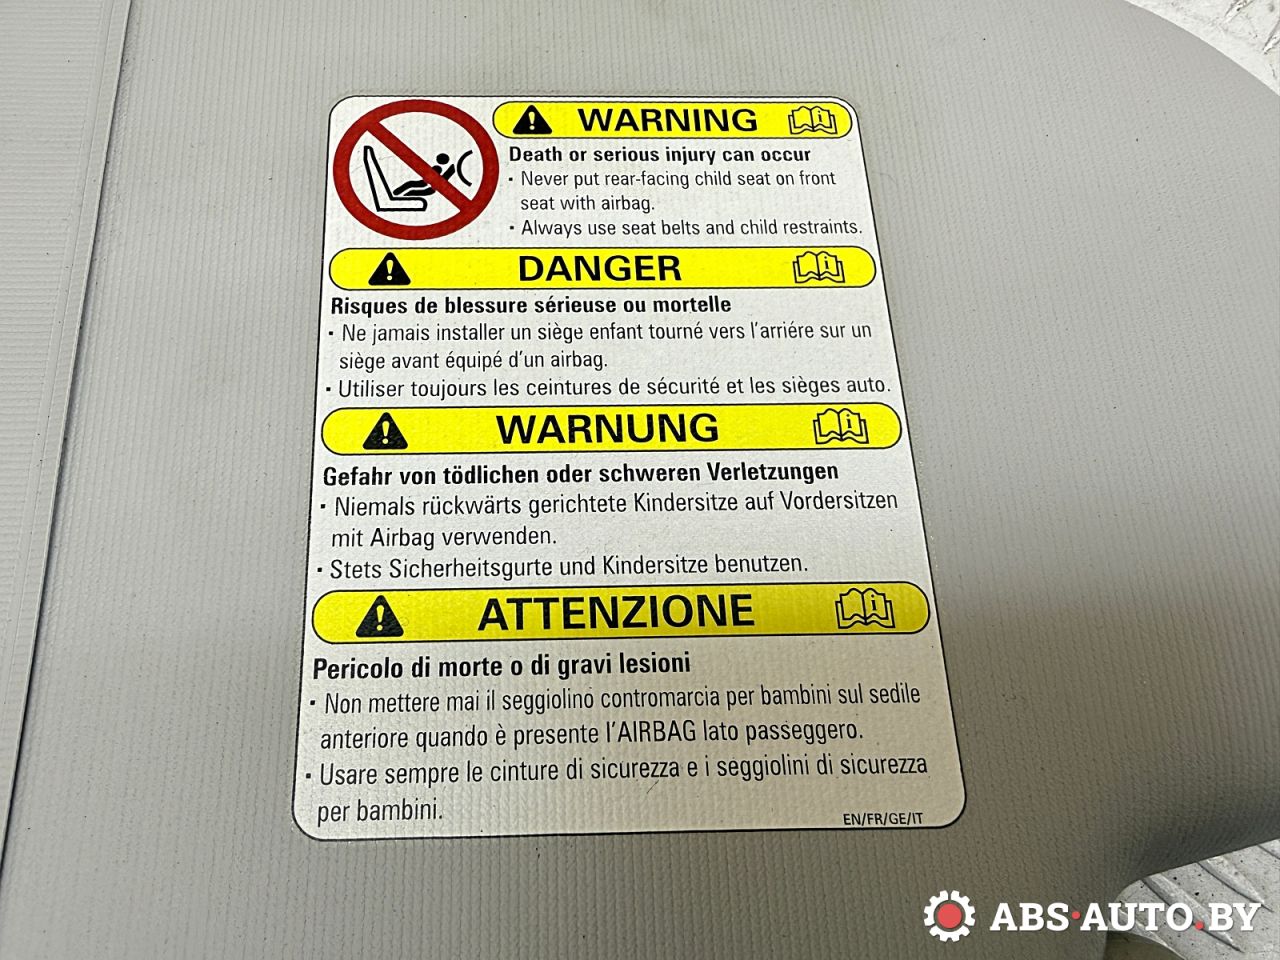 WARNING
Death or serious injury can occur
· Never put rear-facing child seat on front
seat with airbag.
· Always use seat belts and child restraints.
DANGER
Risques de blessure sérieuse ou mortelle
· Ne jamais installer un siège enfant tourné vers l'arriére sur un
siège avant équipé d'un airbag.
· Utiliser toujours les ceintures de sécurité et les sièges auto.
WARNUNG
Gefahr von tödlichen oder schweren Verletzungen
· Niemals rückwärts gerichtete Kindersitze auf Vordersitzen
mit Airbag verwenden.
· Stets Sicherheitsgurte und Kindersitze benutzen.
ATTENZIONE
Pericolo di morte o di gravi lesioni
· Non mettere mai il seggiolino contromarcia per bambini sul sedile
anteriore quando è presente l'AIRBAG lato passeggero.
· Usare sempre le cinture di sicurezza e i seggiolini di sicurezza
per bambini.
EN/FR/GE/IT
ABS·AUTO.BY